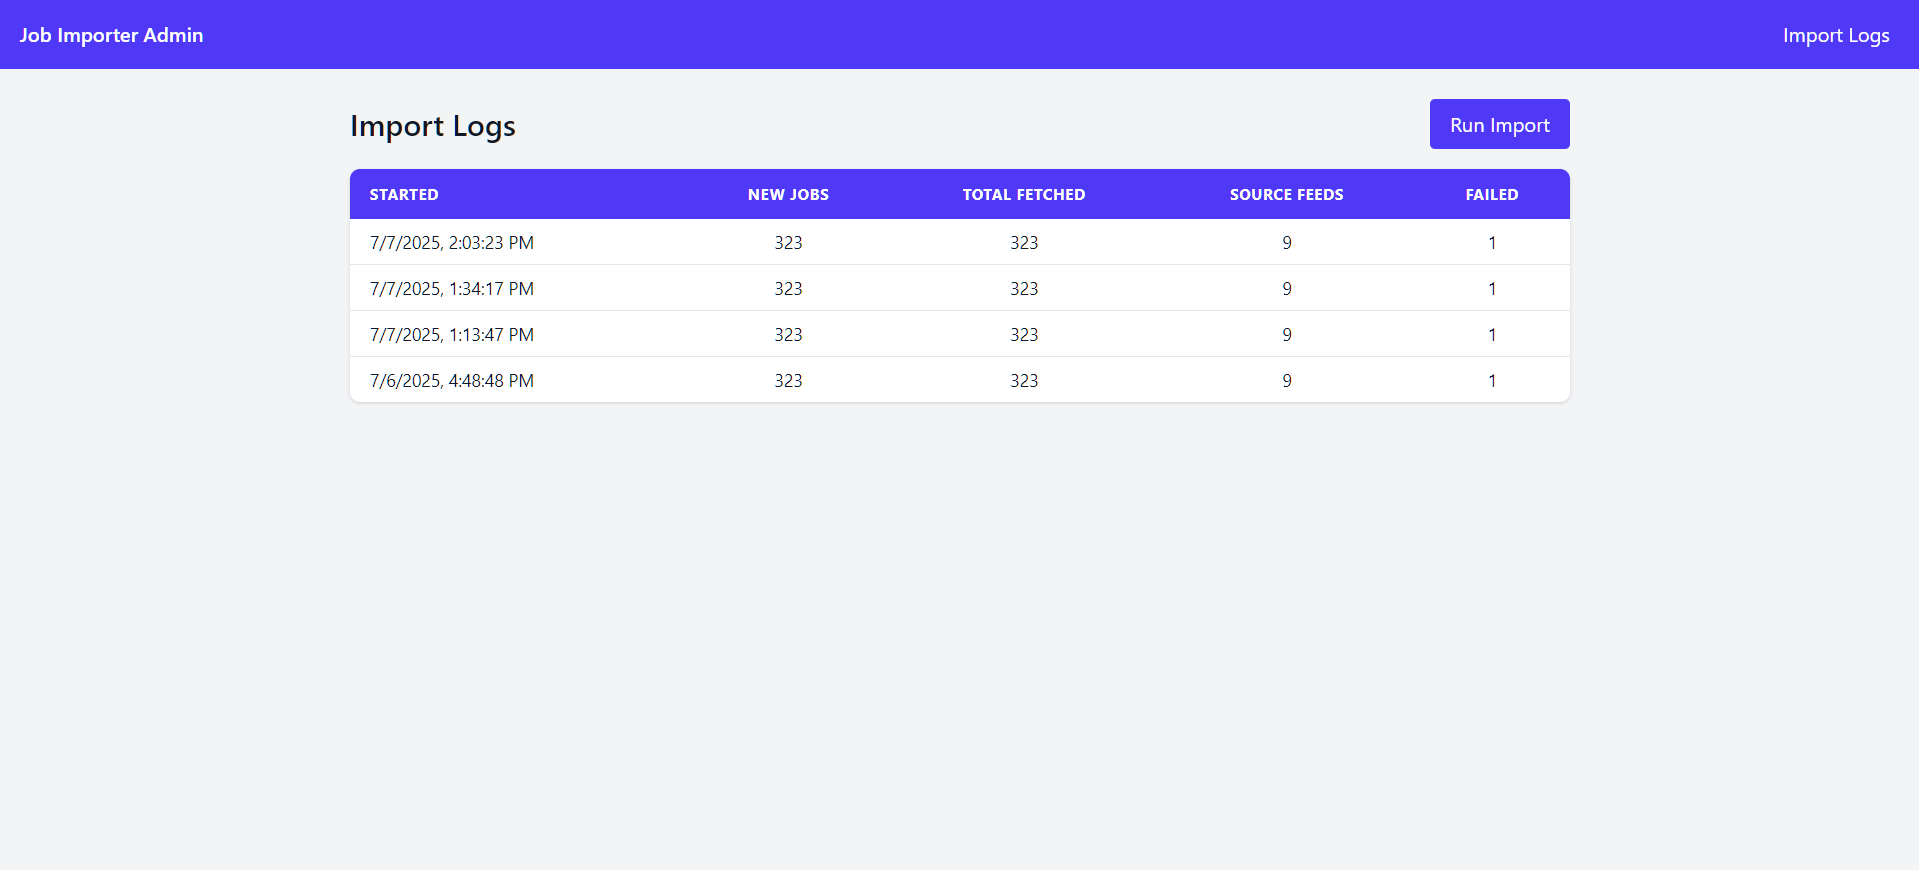 Job Importer Admin Import Logs
Import Logs Run Import
STARTED NEW JOBS TOTAL FETCHED SOURCE FEEDS FAILED
7/7/2025, 2:03:23 PM 323 323 9 1
7/7/2025, 1:34:17 PM 323 323 9 1
7/7/2025, 1:13:47 PM 323 323 9 1
7/6/2025, 4:48:48 PM 323 323 9 1